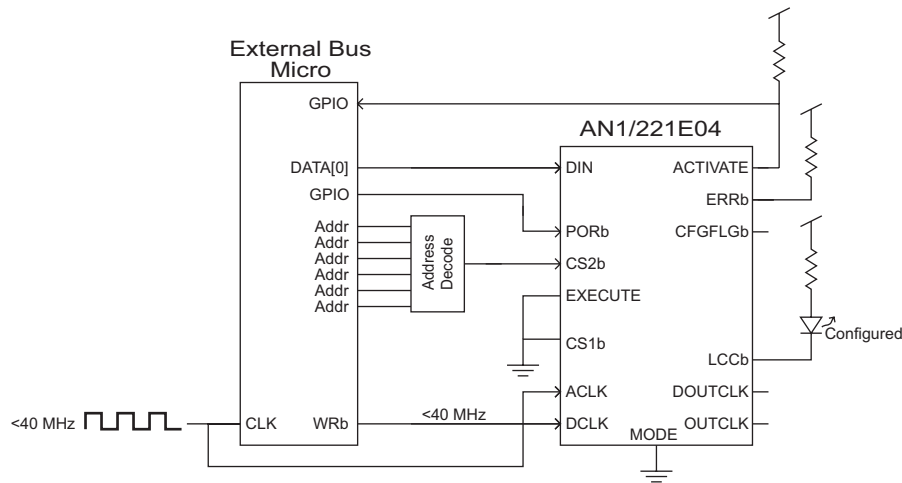 External Bus
Micro
GPIO
AN1/221E04
DATA[0]
DIN
ACTIVATE
GPIO
ERRb
Addr
Addr
Addr
Addr
Addr
Addr
Address
Decode
PORb
CFGFLGb
CS2b
EXECUTE
CS1b
Configured
LCCb
ACLK
DOUTCLK
<40 MHz
CLK
WRb
<40 MHz
DCLK
OUTCLK
MODE